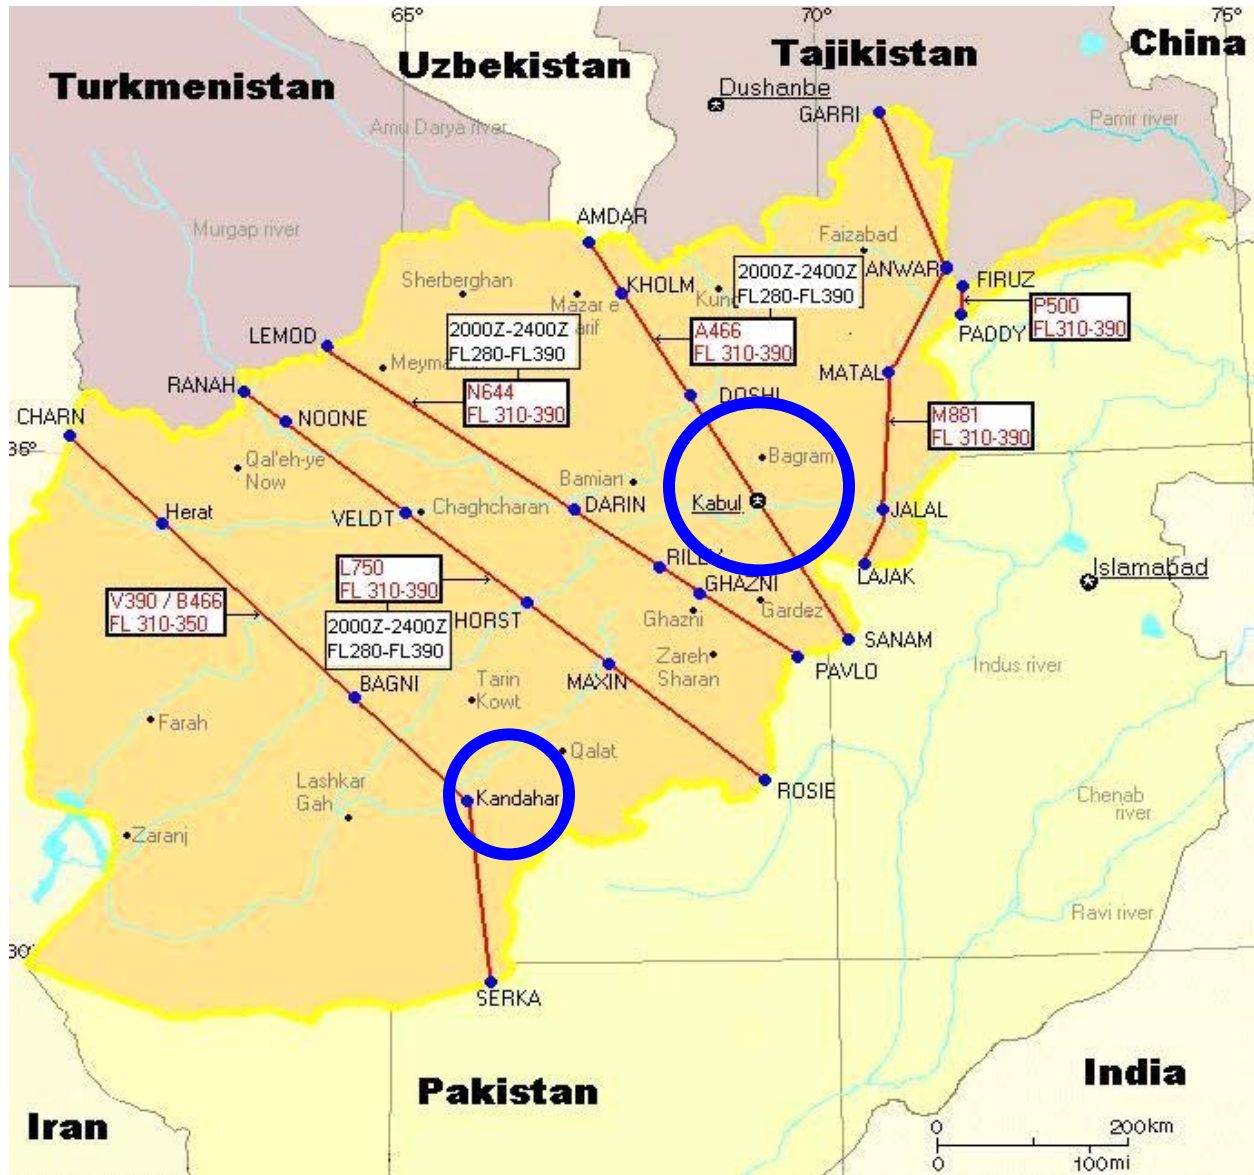 65°
70°
75°
Turkmenistan
Uzbekistan
Tajikistan
China
Dushanbe
GARRI
Pamir river
Amu Darya river
Murgap river
AMDAR
Faizabad
Sherberghan
2000Z-2400Z
FL280-FL390
ANWAR
FIRUZ
KHOLM
Mazar e
P500
FL310-390
PADDY
LEMOD
2000Z-2400Z
FL280-FL390
A466
FL 310-390
MATAL
RANAH
N644
FL 310-390
CHARN
NOONE
DOSHI
M881
FL 310-390
Qal'eh-ye
Now
Bagram
Bamian
Herat
VELDT
Chaghcharan
DARIN
Kabul
JALAL
RILEY
LAJAK
Islamabad
L750
FL 310-390
GHAZNI
V390 / B466
FL 310-350
HORST
Ghazni
Gardez
2000Z-2400Z
FL280-FL390
SANAM
Zareh
Sharan
PAVLO
Indus river
MAXIN
BAGNI
Tarin
Kowt
Farah
Qalat
Lashkar
Gah
Kandahar
ROSIE
Chenab
river
Zaranj
Ravi river
SERKA
Pakistan
India
Iran
0 200km
0 100mi